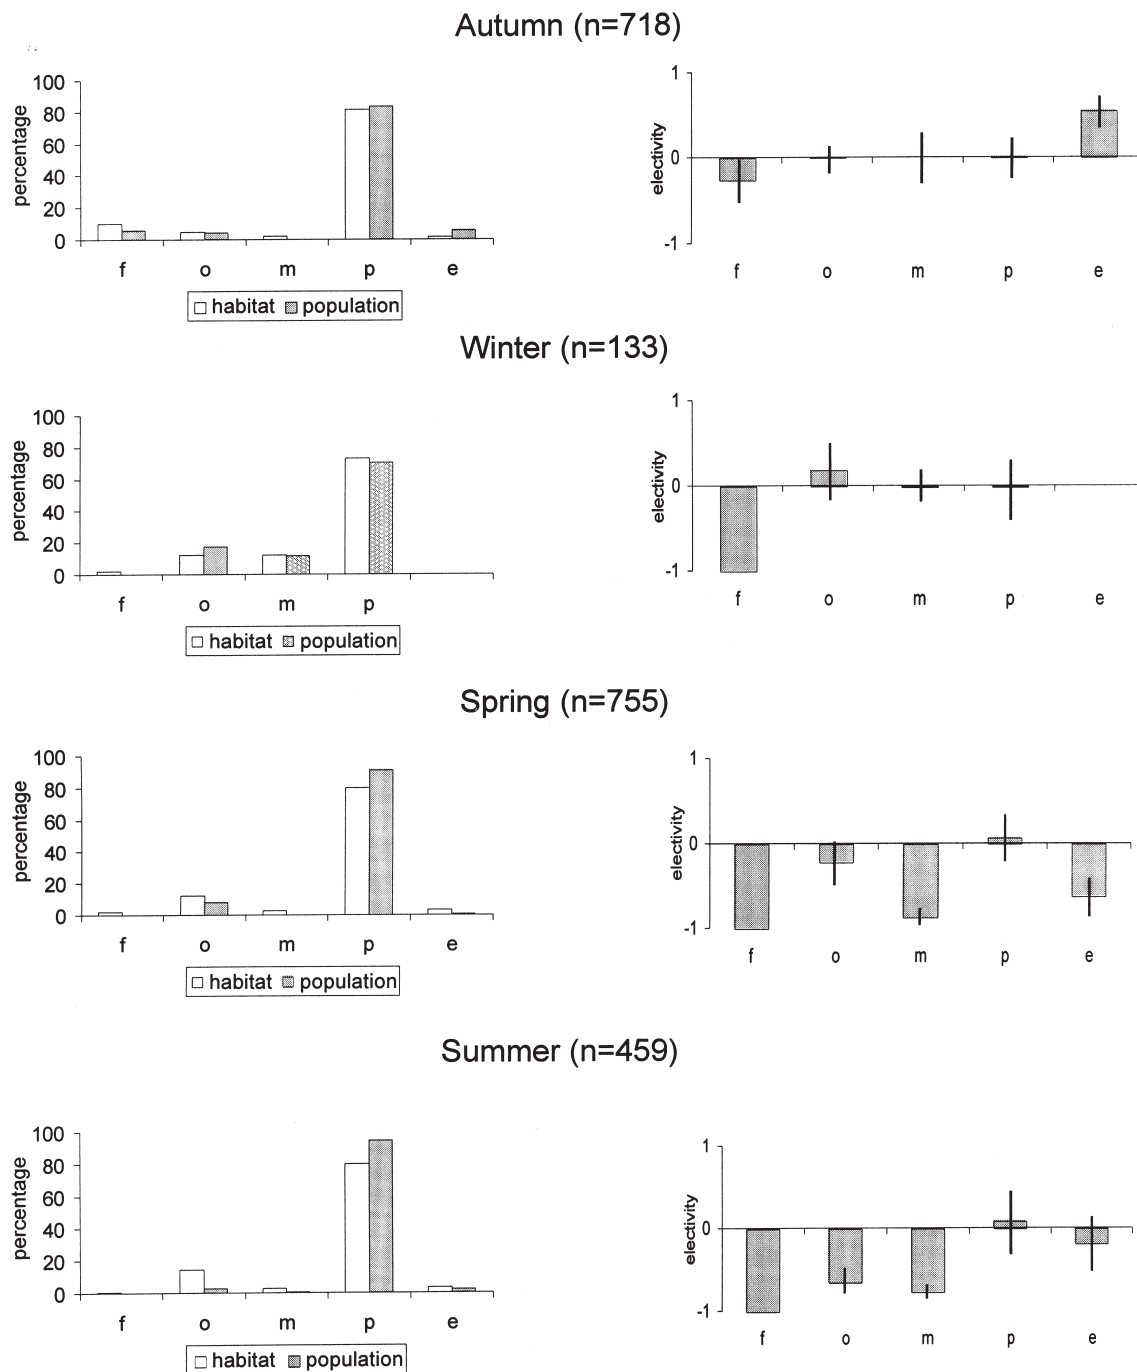 Autumn (n=718)
percentage
100
80
60
40
20
0
f o m p e
habitat population
electivity
1
0
-1
f o m p e
Winter (n=133)
percentage
100
80
60
40
20
0
f o m p
habitat population
electivity
1
0
-1
f o m p e
Spring (n=755)
percentage
100
80
60
40
20
0
f o m p e
habitat population
electivity
1
0
-1
f o m p e
Summer (n=459)
percentage
100
80
60
40
20
0
f o m p e
habitat population
electivity
1
0
-1
f o m p e